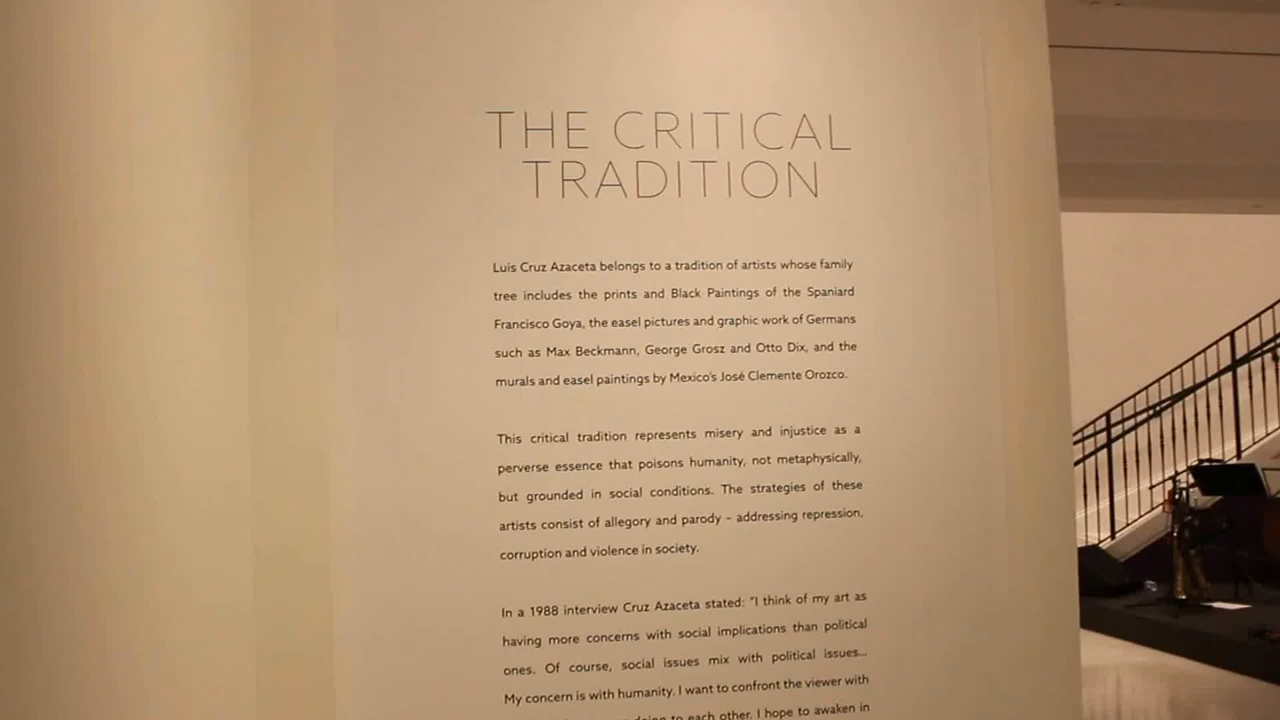 THE CRITICAL
TRADITION
Luis Cruz Azaceta belongs to a tradition of artists whose family
tree includes the prints and Black Paintings of the Spaniard
Francisco Goya, the easel pictures and graphic work of Germans
such as Max Beckmann, George Grosz and Otto Dix, and the
murals and easel paintings by Mexico's José Clemente Orozco.
This critical tradition represents misery and injustice as a
perverse essence that poisons humanity, not metaphysically,
but grounded in social conditions. The strategies of these
artists consist of allegory and parody – addressing repression,
corruption and violence in society.
In a 1988 interview Cruz Azaceta stated: "I think of my art as
having more concerns with social implications than political
ones. Of course, social issues mix with political issues...
My concern is with humanity. I want to confront the viewer with
doing to each other. I hope to awaken in